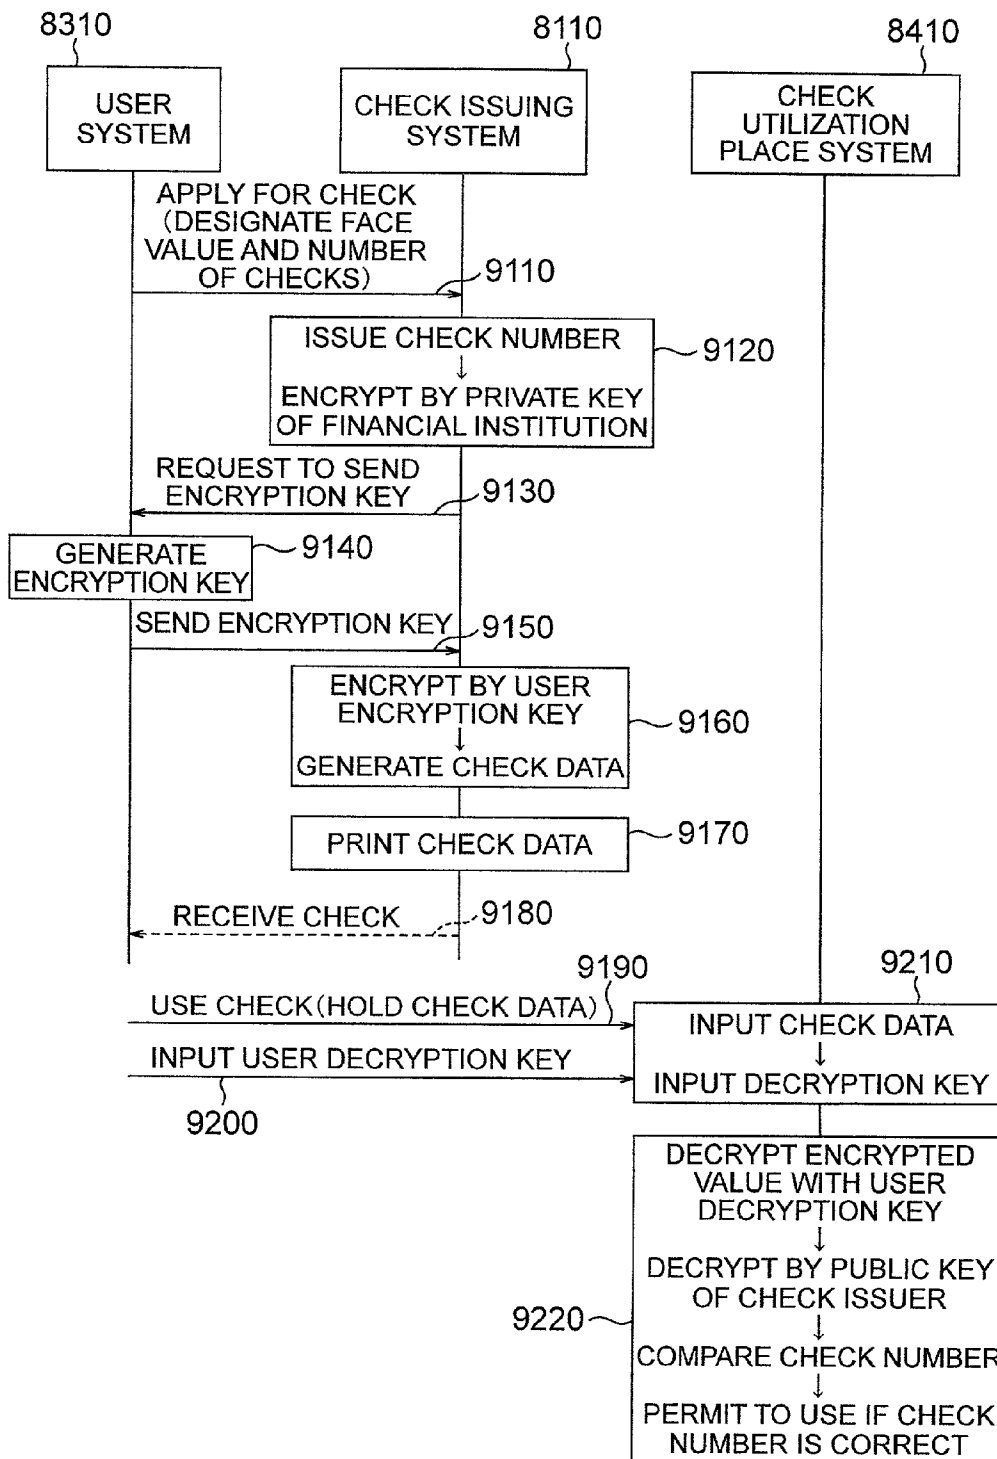 8310
8110
8410
USER
SYSTEM
CHECK ISSUING
SYSTEM
CHECK
UTILIZATION
PLACE SYSTEM
APPLY FOR CHECK
(DESIGNATE FACE
VALUE AND NUMBER
OF CHECKS)
9110
ISSUE CHECK NUMBER
↓
ENCRYPT BY PRIVATE KEY
OF FINANCIAL INSTITUTION
9120
REQUEST TO SEND
ENCRYPTION KEY
9130
GENERATE
ENCRYPTION KEY
9140
SEND ENCRYPTION KEY
9150
ENCRYPT BY USER
ENCRYPTION KEY
↓
GENERATE CHECK DATA
9160
PRINT CHECK DATA
9170
RECEIVE CHECK
9180
USE CHECK(HOLD CHECK DATA)
9190
INPUT USER DECRYPTION KEY
9200
9210
INPUT CHECK DATA
↓
INPUT DECRYPTION KEY
DECRYPT ENCRYPTED
VALUE WITH USER
DECRYPTION KEY
↓
DECRYPT BY PUBLIC KEY
OF CHECK ISSUER
↓
COMPARE CHECK NUMBER
↓
PERMIT TO USE IF CHECK
NUMBER IS CORRECT
9220